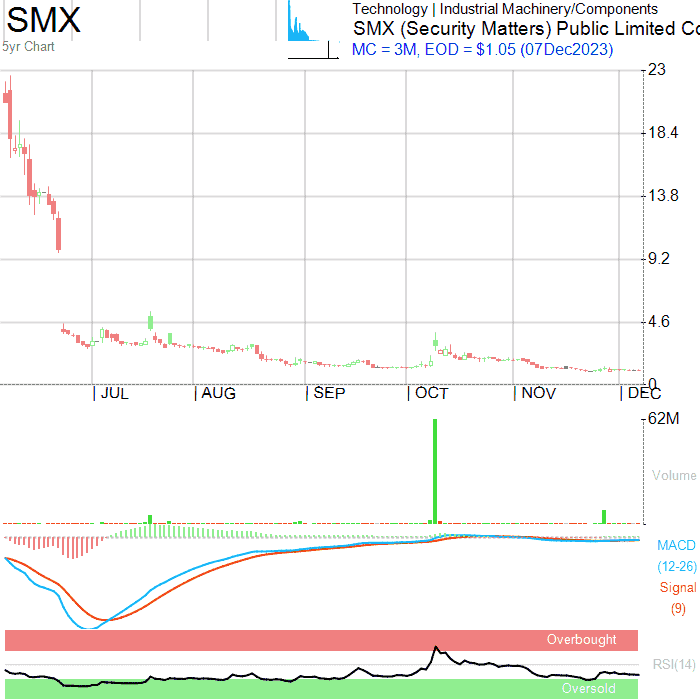 SMX
5yr Chart
Technology | Industrial Machinery/Components
SMX (Security Matters) Public Limited Co
MC = 3M, EOD = $1.05 (07Dec2023)
23
18.4
13.8
9.2
4.6
0
JUL AUG SEP OCT NOV DEC
62M
Volume
MACD
(12-26)
Signal
(9)
Overbought
RSI(14)
Oversold